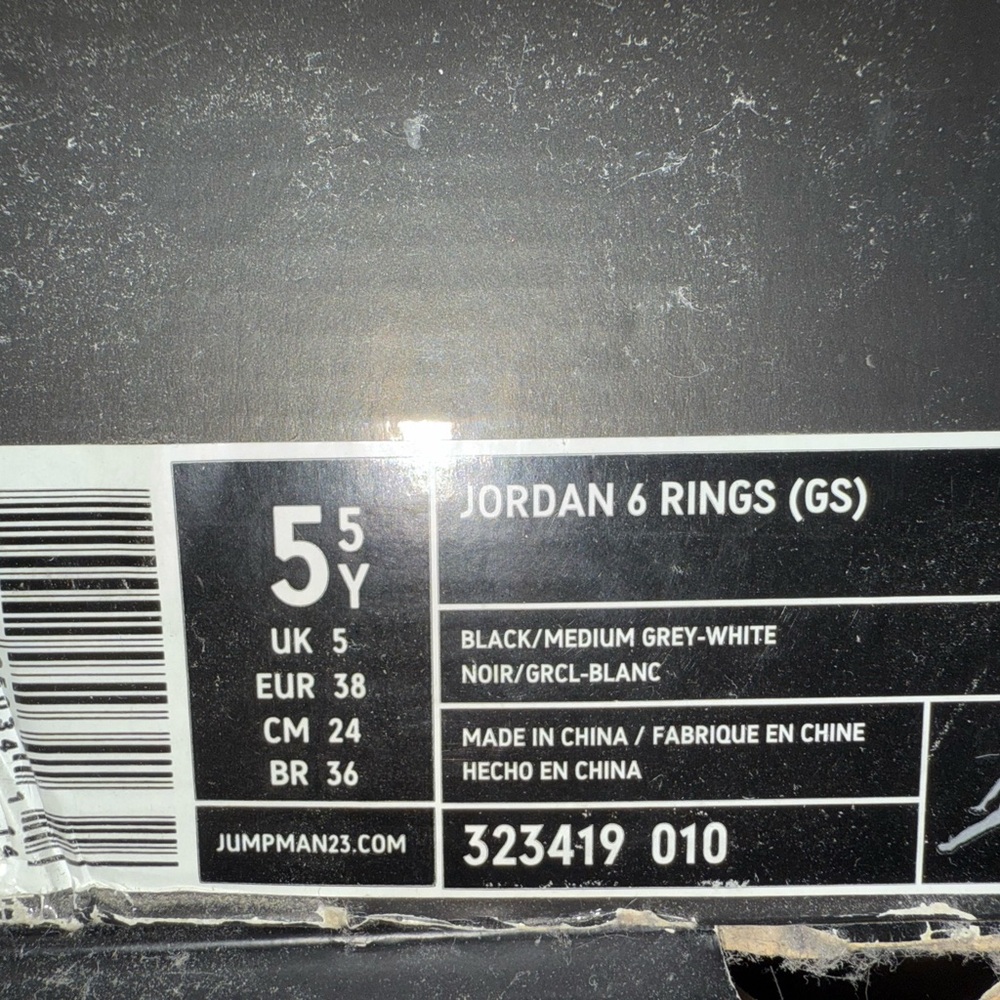 5 5 Y
UK 5
EUR 38
CM 24
BR 36
JUMPMAN23.COM
JORDAN 6 RINGS (GS)
BLACK/MEDIUM GREY-WHITE
NOIR/GRCL-BLANC
MADE IN CHINA / FABRIQUE EN CHINE
HECHO EN CHINA
323419 010